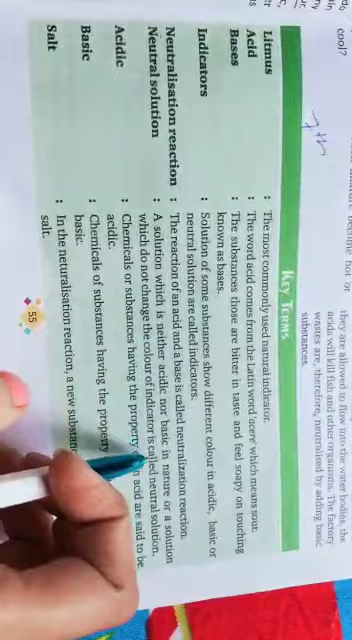 do
cool?
in
ny
ur.
they are allowed to flow into the water bodies, the
acids will kill fish and other organisms. The factory
wastes are, therefore, neutralised by adding basic
substances.
7th
KEY TERMS
Litmus : The most commonly used natural indicator.
Acid : The word acid comes from the Latin word acere which means sour.
Bases : The substances those are bitter in taste and feel soapy on touching
known as bases.
Indicators : Solution of some substances show different colour in acidic, basic or
neutral solution are called indicators.
Neutralisation reaction : The reaction of an acid and a base is called neutralization reaction.
Neutral solution : A solution which is neither acidic nor basic in nature or a solution
which do not change the colour of indicator is called neutral solution.
Acidic : Chemicals or substances having the property acid are said to be
acidic.
Basic : Chemicals of substances having the property
basic.
Salt : In the neturalisation reaction, a new
salt.
55